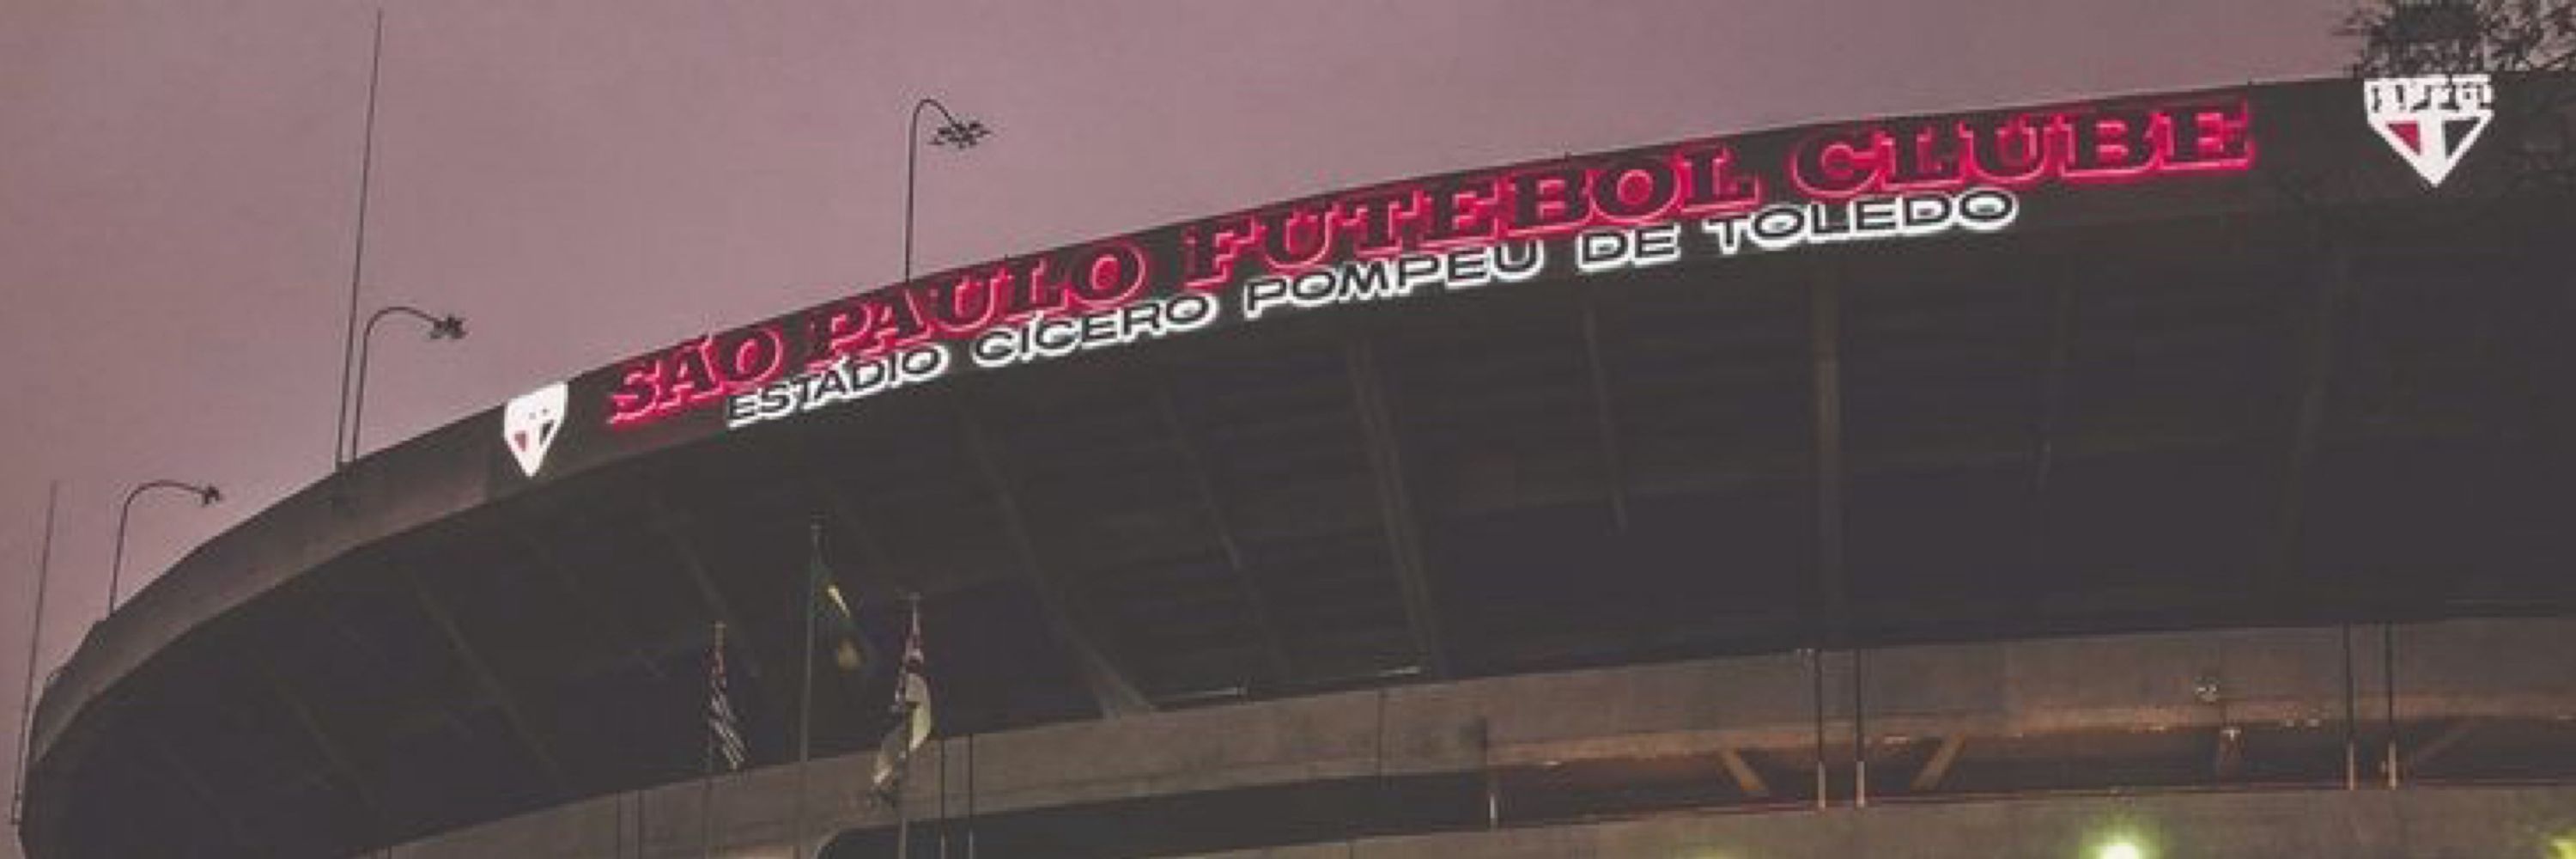 SÃO PAULO FUTEBOL CLUBE
ESTÁDIO CÍCERO POMPEU DE TOLEDO